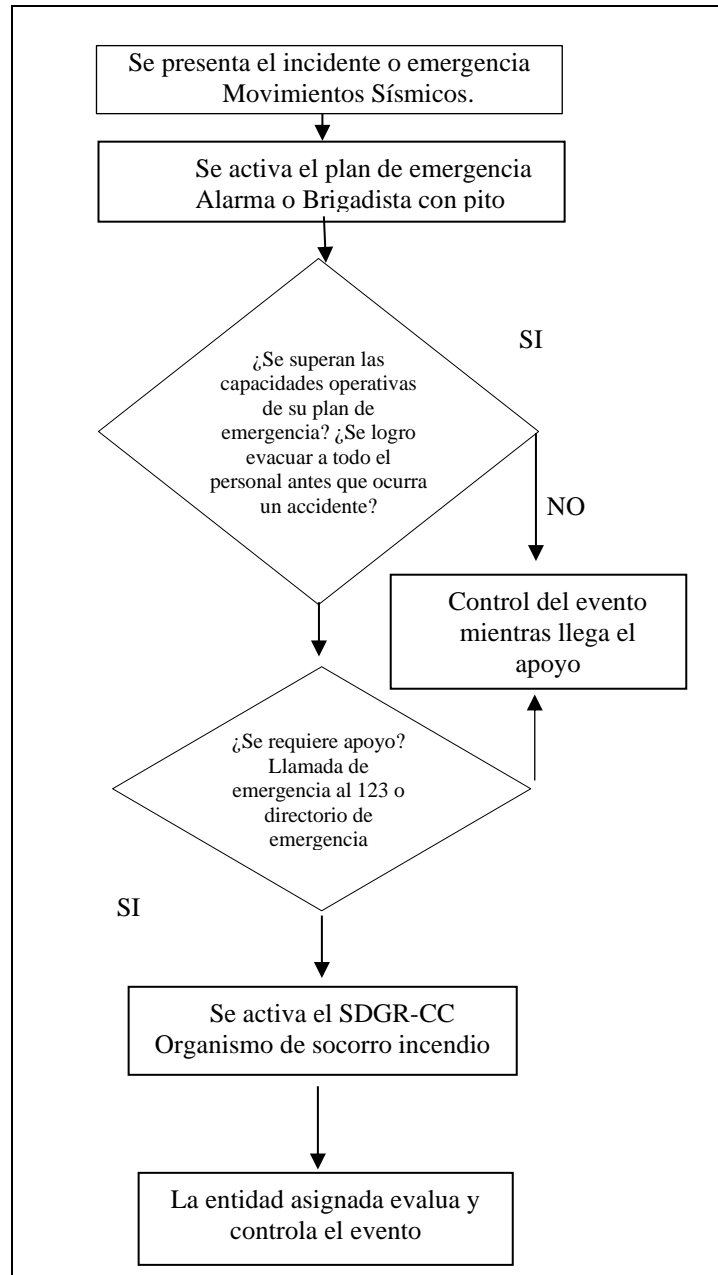 Se presenta el incidente o emergencia
Movimientos Sísmicos.
Se activa el plan de emergencia
Alarma o Brigadista con pito
SI
¿Se superan las
capacidades operativas
de su plan de
emergencia? ¿Se logro
evacuar a todo el
personal antes que ocurra
un accidente?
NO
Control del evento
mientras llega el
apoyo
¿Se requiere apoyo?
Llamada de
emergencia al 123 o
directorio de
emergencia
SI
Se activa el SDGR-CC
Organismo de socorro incendio
La entidad asignada evalua y
controla el evento